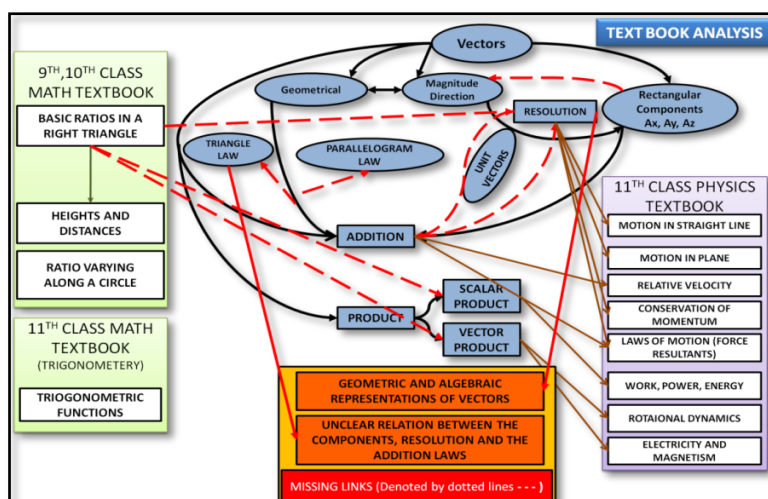 TEXT BOOK ANALYSIS
9TH,10TH CLASS
MATH TEXTBOOK
BASIC RATIOS IN A
RIGHT TRIANGLE
HEIGHTS AND
DISTANCES
RATIO VARYING
ALONG A CIRCLE
11TH CLASS MATH
TEXTBOOK
(TRIGONOMETERY)
TRIOGONOMETRIC
FUNCTIONS
Vectors
Geometrical
Magnitude
Direction
RESOLUTION
Rectangular
Components
Ax, Ay, Az
TRIANGLE
LAW
PARALLELOGRAM
LAW
UNIT
VECTORS
ADDITION
PRODUCT
SCALAR
PRODUCT
VECTOR
PRODUCT
GEOMETRIC AND ALGEBRAIC
REPRESENTATIONS OF VECTORS
UNCLEAR RELATION BETWEEN THE
COMPONENTS, RESOLUTION AND THE
ADDITION LAWS
MISSING LINKS (Denoted by dotted lines - - - )
11TH CLASS PHYSICS
TEXTBOOK
MOTION IN STRAIGHT LINE
MOTION IN PLANE
RELATIVE VELOCITY
CONSERVATION OF
MOMENTUM
LAWS OF MOTION (FORCE
RESULTANTS)
WORK, POWER, ENERGY
ROTAIONAL DYNAMICS
ELECTRICITY AND
MAGNETISM